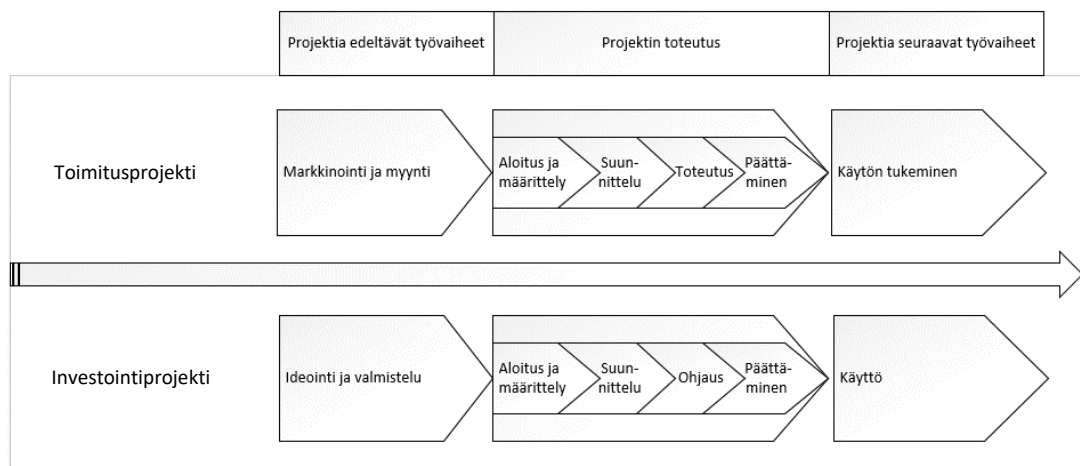 Projektia edeltävät työvaiheet
Projektin toteutus
Projektia seuraavat työvaiheet
Toimitusprojekti
Markkinointi ja myynti
Aloitus ja
määrittely
Suun-
nittelu
Toteutus
Päättä-
minen
Käytön tukeminen
Investointiprojekti
Ideointi ja valmistelu
Aloitus ja
määrittely
Suun-
nittelu
Ohjaus
Päättä-
minen
Käyttö